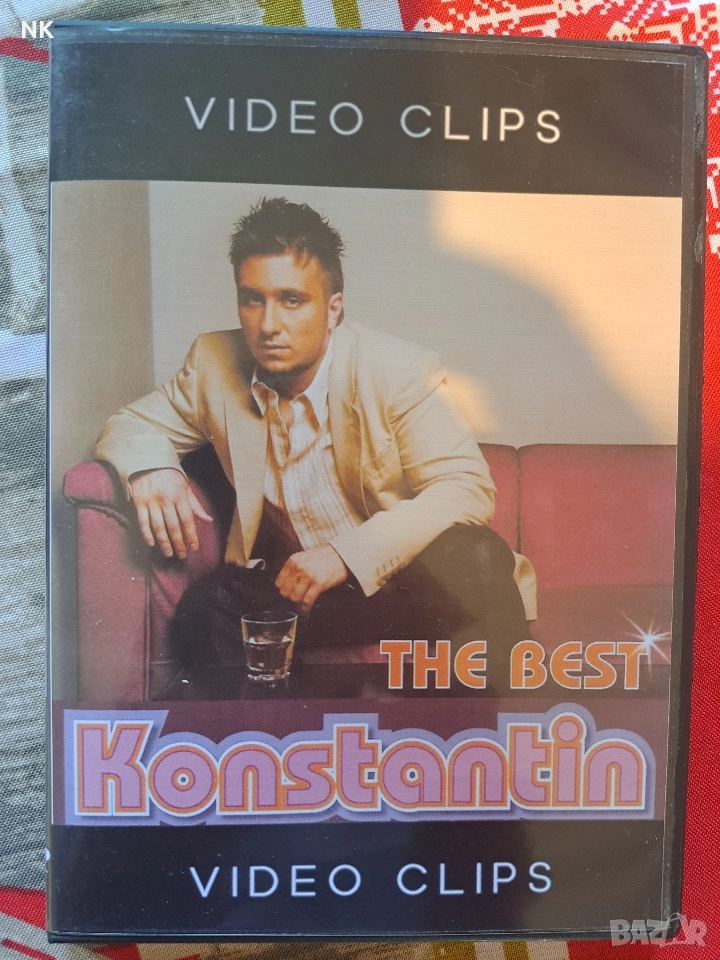 NK
VIDEO CLIPS
THE BEST
Konstantin
VIDEO CLIPS
BAZAR